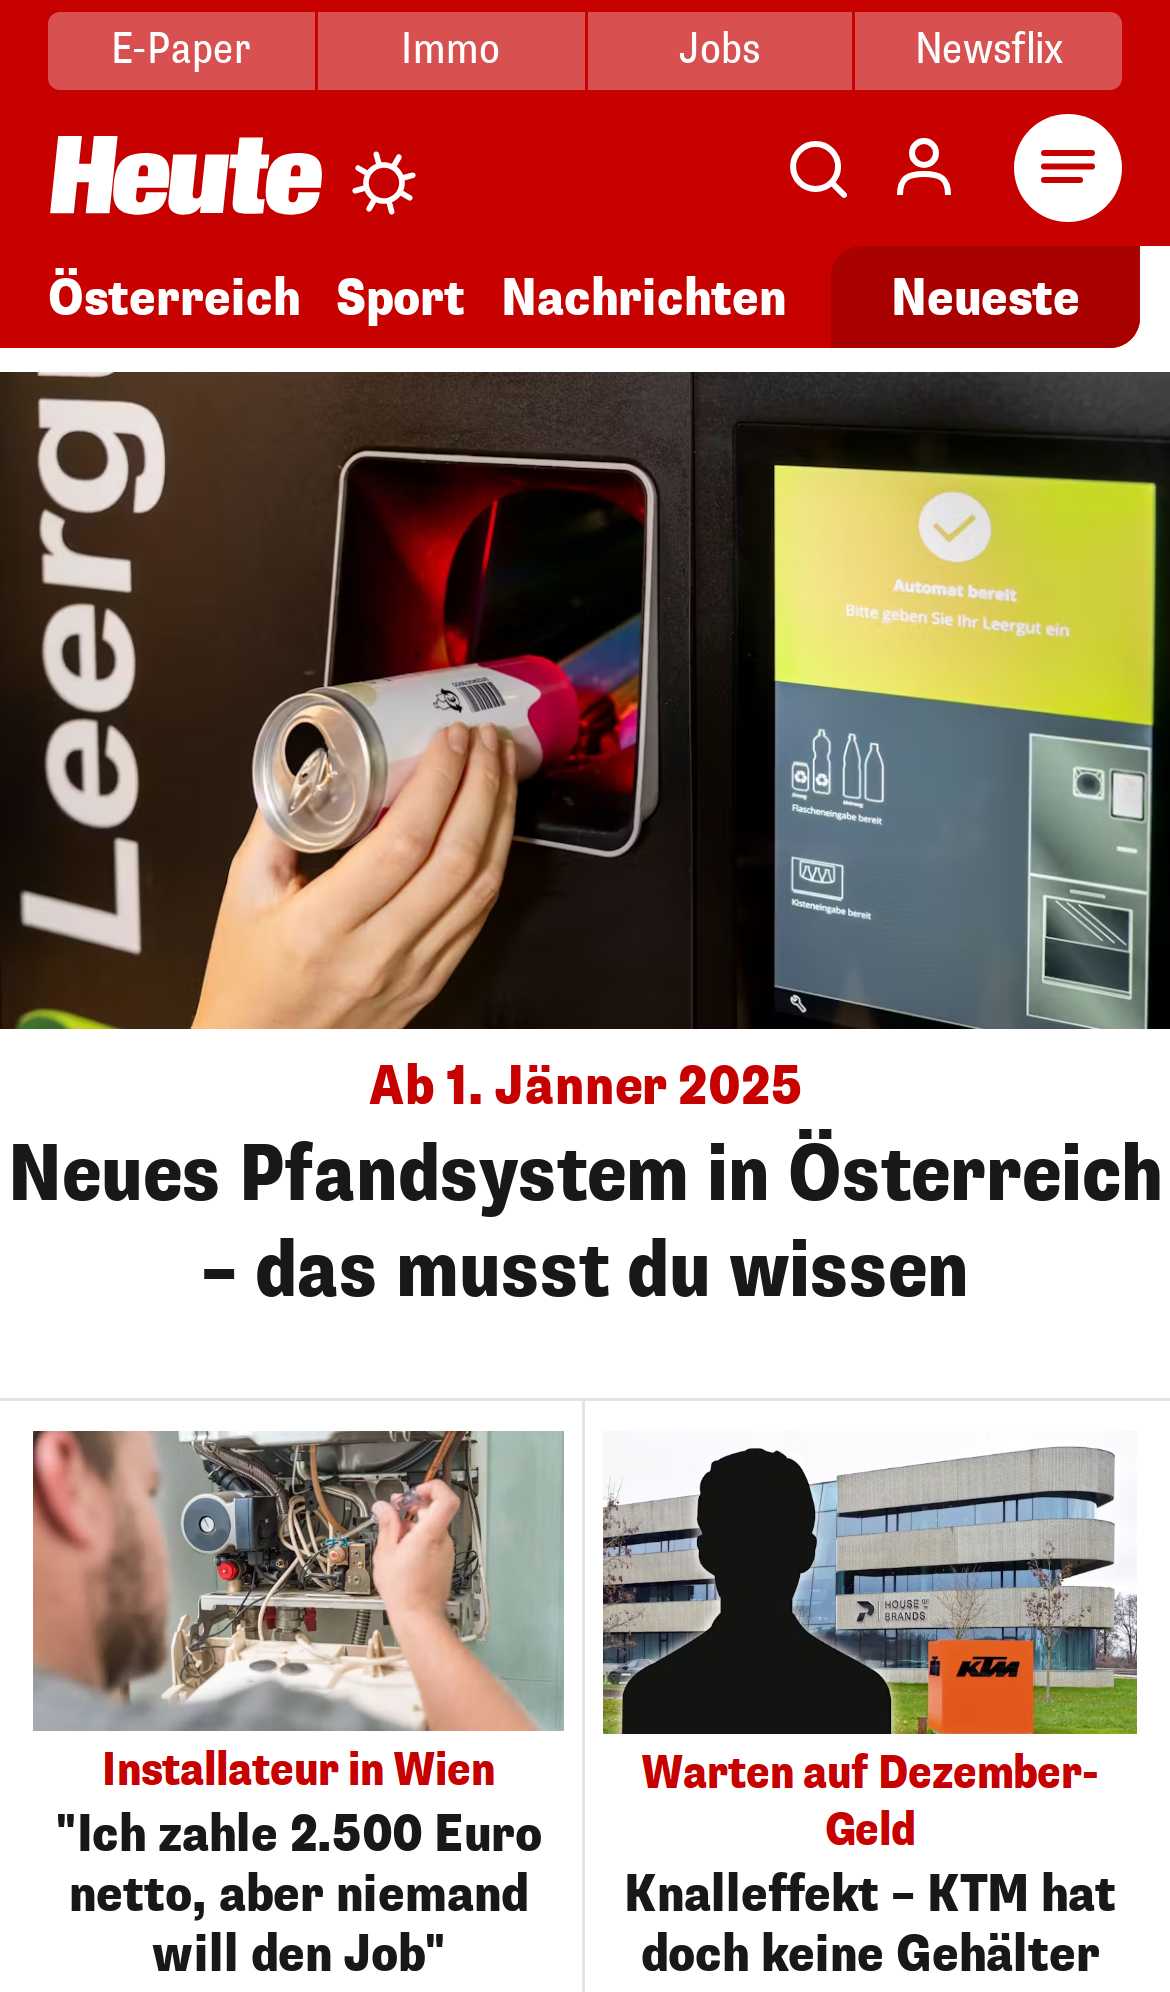 E-Paper
Immo
Jobs
Newsflix
Heute
Österreich
Sport
Nachrichten
Neueste
Leerg
Automat bereit
Bitte geben Sie Ihr Leergut ein
Flascheneingabe bereit
Kisteneingabe bereit
Ab 1. Jänner 2025
Neues Pfandsystem in Österreich
– das musst du wissen
HOUSE OF
BRANDS
KTM
Installateur in Wien
"Ich zahle 2.500 Euro
netto, aber niemand
will den Job"
Warten auf Dezember-
Geld
Knalleffekt – KTM hat
doch keine Gehälter